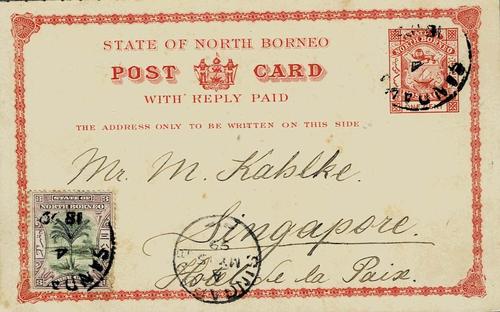 STATE OF NORTH BORNEO
POST CARD
WITH REPLY PAID
THE ADDRESS ONLY TO BE WRITTEN ON THIS SIDE
Mr. M. Kahlke.
Singapore.
Hotel de la Paix.
STATE OF
NORTH BORNEO